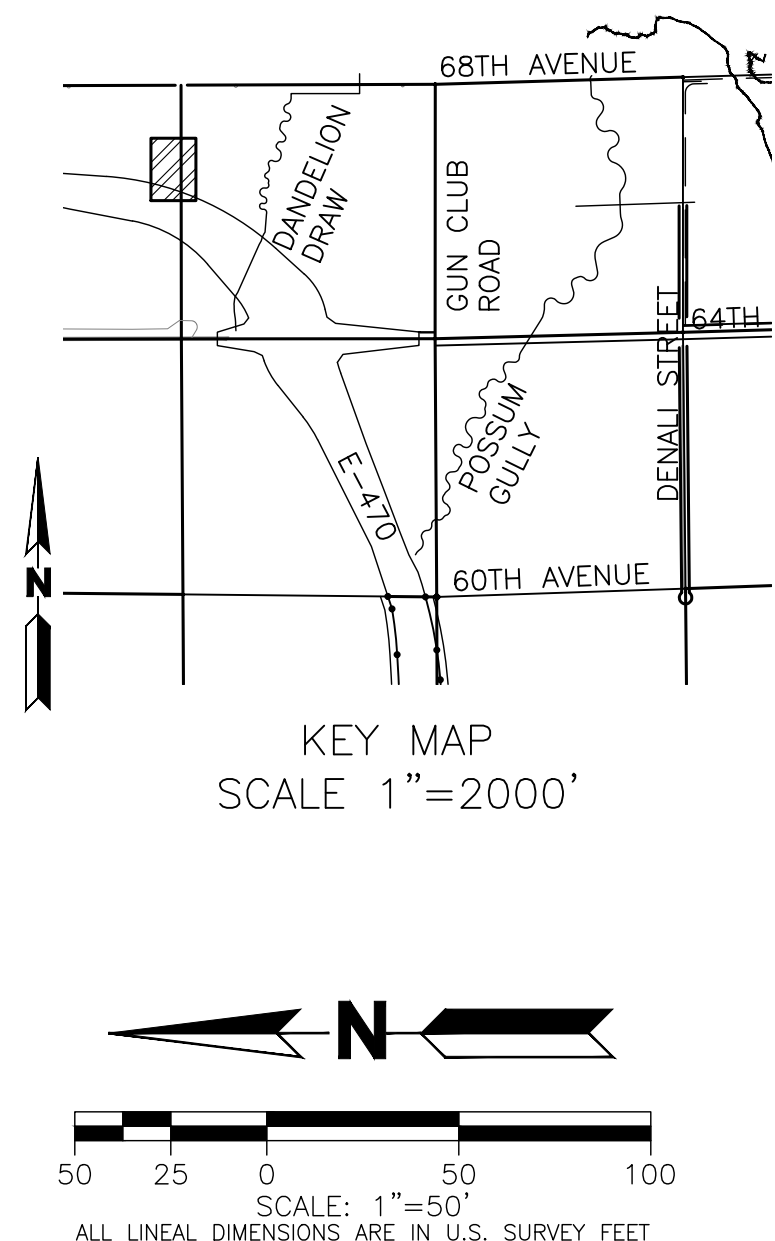 68TH AVENUE
DANDELION
DRAW
GUN CLUB
ROAD
64TH
DENALI STREET
POSSUM
GULLY
E-470
N
60TH AVENUE
KEY MAP
SCALE 1"=2000'
N
50 25 0 50 100
SCALE: 1"=50'
ALL LINEAL DIMENSIONS ARE IN U.S. SURVEY FEET